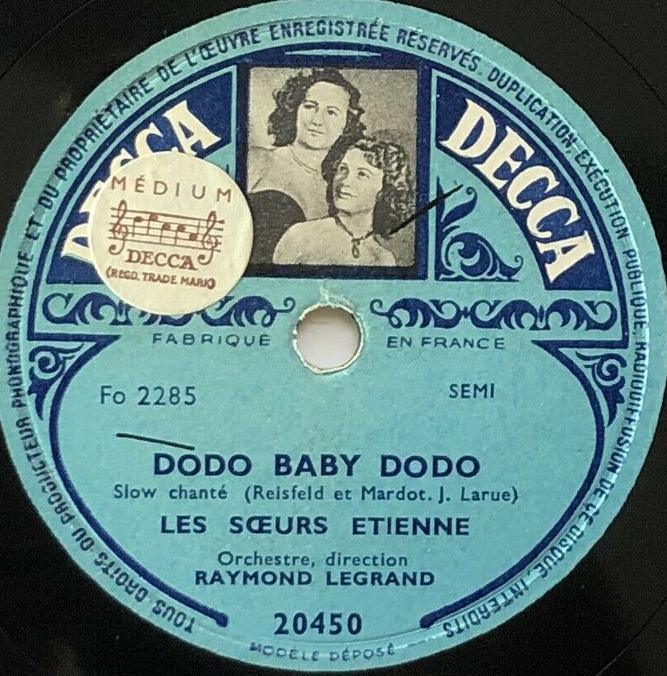 TOUS DROITS DU PRODUCTEUR PHONOGRAPHIQUE ET DU PROPRIÉTAIRE DE L'ŒUVRE ENREGISTRÉE RÉSERVÉS. DUPLICATION, EXÉCUTION PUBLIQUE, RADIODIFFUSION DE CE DISQUE, INTERDITS
DECCA
DECCA
MÉDIUM
DECCA
(REGD. TRADE MARK)
FABRIQUÉ EN FRANCE
Fo 2285
SEMI
DODO BABY DODO
Slow chanté (Reisfeld et Mardot. J. Larue)
LES SŒURS ETIENNE
Orchestre, direction
RAYMOND LEGRAND
20450
MODÈLE DÉPOSÉ